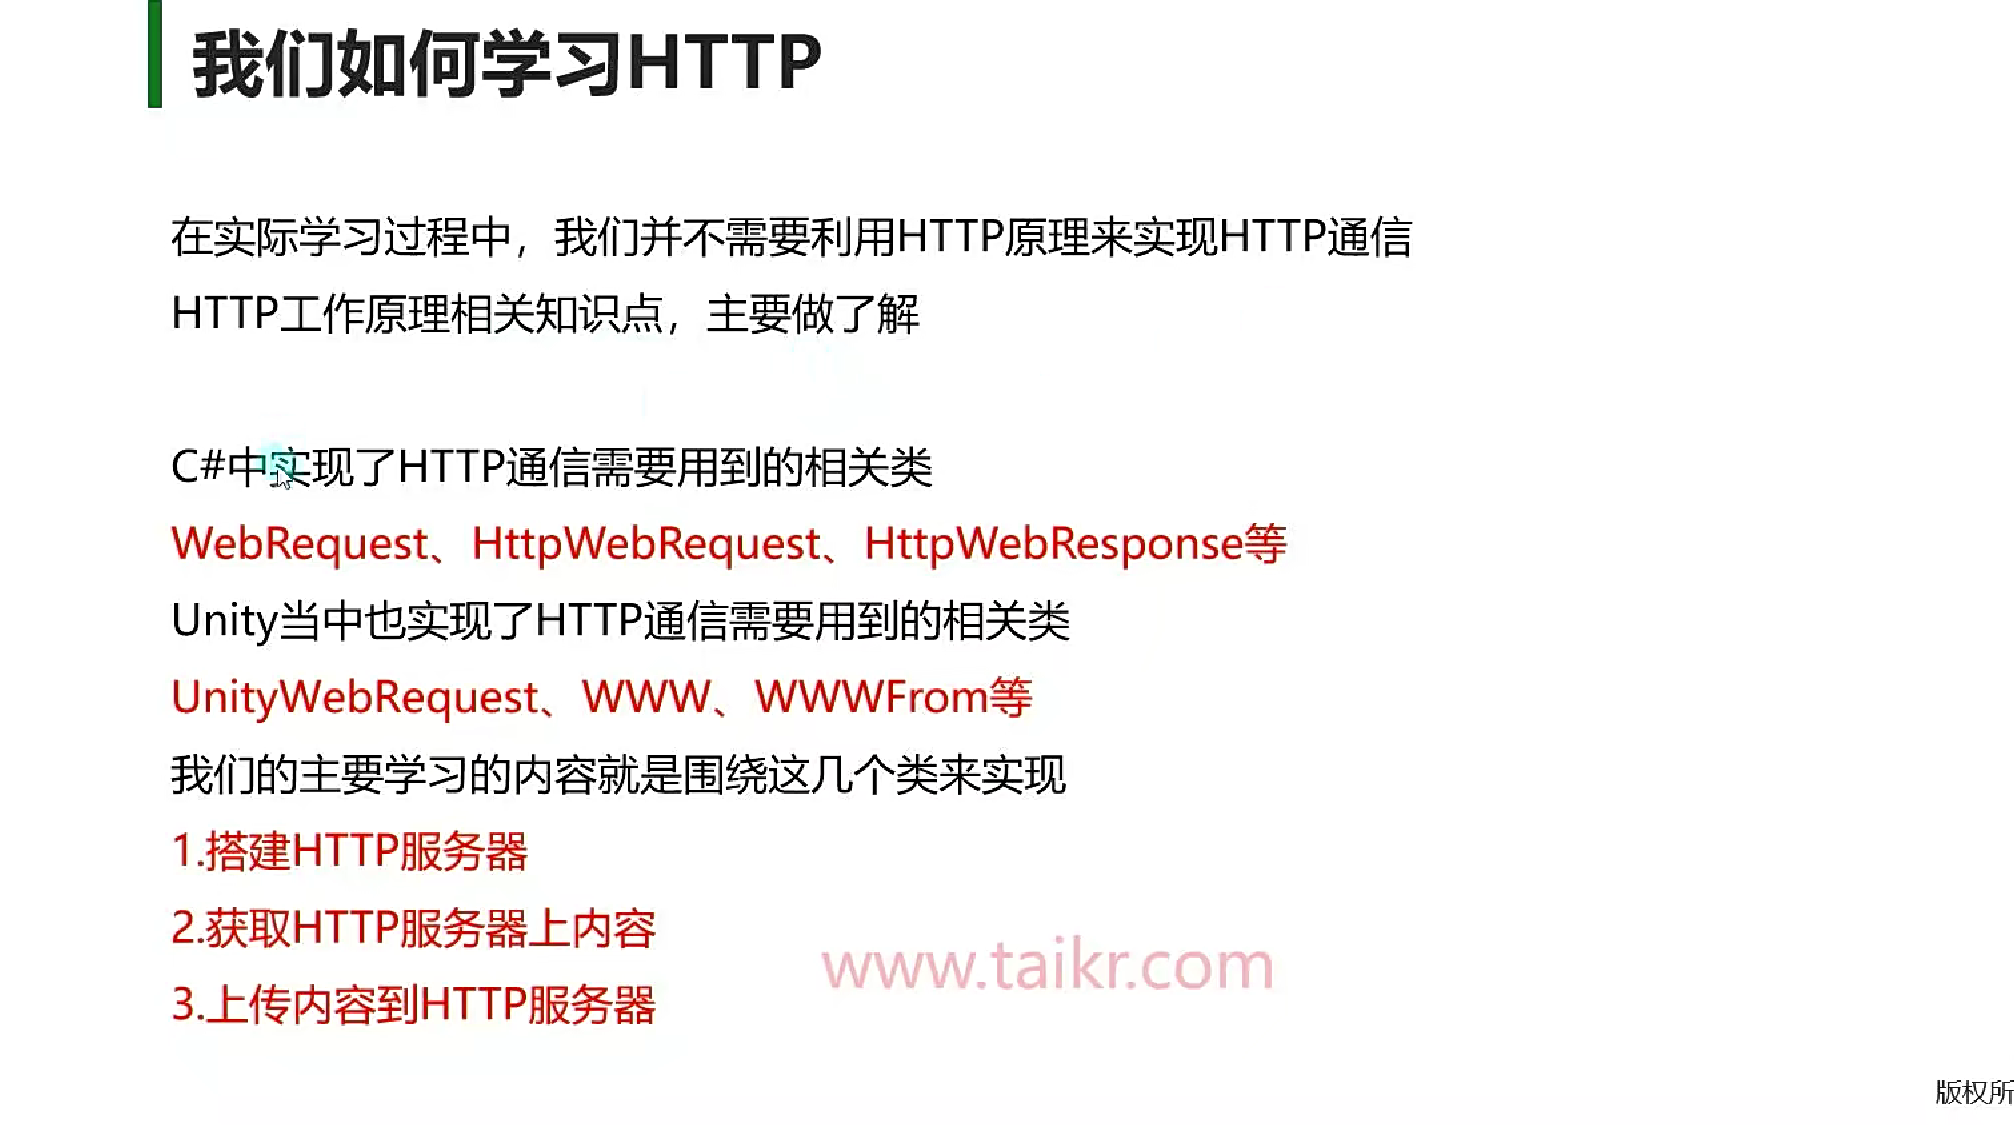 我们如何学习HTTP
在实际学习过程中，我们并不需要利用HTTP原理来实现HTTP通信
HTTP工作原理相关知识点，主要做了解
C#中实现了HTTP通信需要用到的相关类
WebRequest、HttpWebRequest、HttpWebResponse等
Unity当中也实现了HTTP通信需要用到的相关类
UnityWebRequest、WWW、WWWFrom等
我们的主要学习的内容就是围绕这几个类来实现
1.搭建HTTP服务器
2.获取HTTP服务器上内容
3.上传内容到HTTP服务器
www.taikr.com
版权所